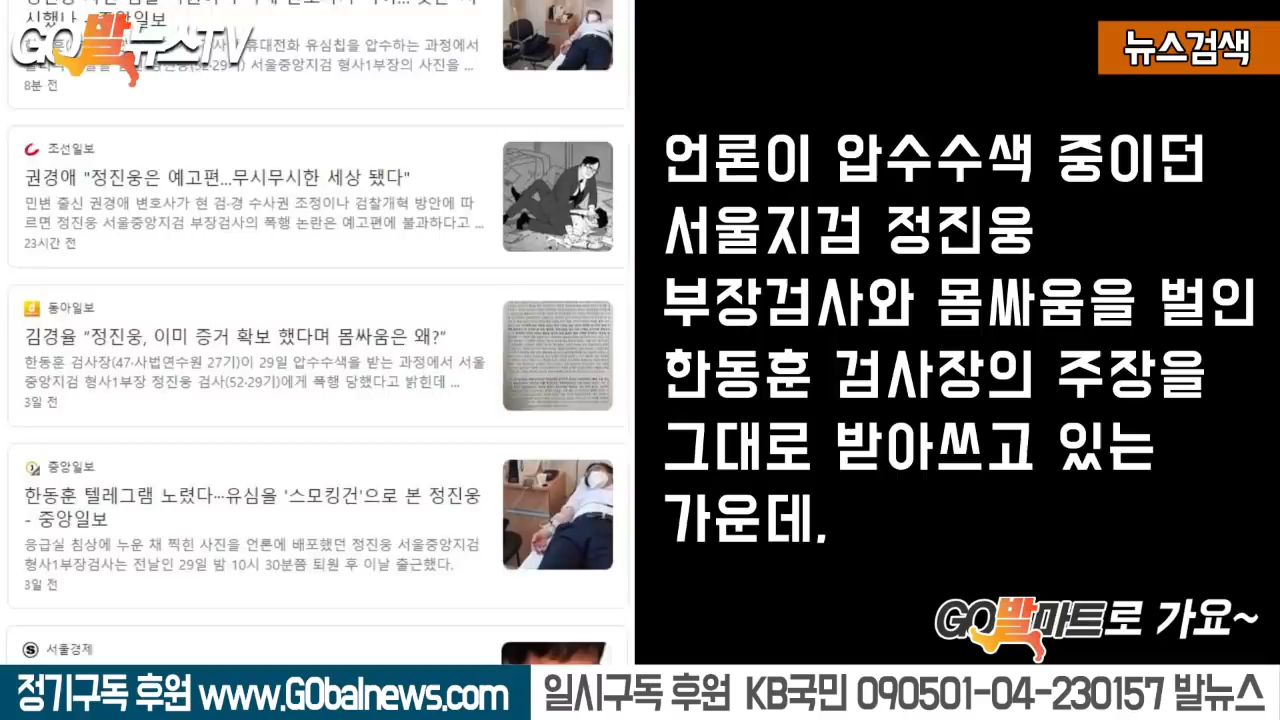 GO발뉴스TV
뉴스검색
8분 전
조선일보
권경애 "정진웅은 예고편...무시무시한 세상 됐다"
민변 출신 권경애 변호사가 현 검-경 수사권 조정이나 검찰개혁 방안에 따
르면 정진웅 서울중앙지검 부장검사의 폭행 논란은 예고편에 불과하다고 ...
23시간 전
동아일보
김경율 "정진웅, 이미 증거 확보했다며 몸싸움은 왜?"
한동훈 검사장(47·사법연수원 27기)이 을 받는 과정에서 서울
중앙지검 형사1부장 정진웅 검사(52·29기) 당했다고 밝힌데 ...
3일 전
중앙일보
한동훈 텔레그램 노렸다…유심을 '스모킹건'으로 본 정진웅
- 중앙일보
응급실 침상에 누운 채 찍힌 사진을 언론에 배포했던 정진웅 서울중앙지검
형사1부장검사는 전날인 29일 밤 10시 30분쯤 퇴원 후 이날 출근했다.
3일 전
서울경제
언론이 압수수색 중이던
서울지검 정진웅
부장검사와 몸싸움을 벌인
한동훈 검사장의 주장을
그대로 받아쓰고 있는
가운데,
GO발마트로 가요~
정기구독 후원 www.GObalnews.com
일시구독 후원 KB국민 090501-04-230157 발뉴스